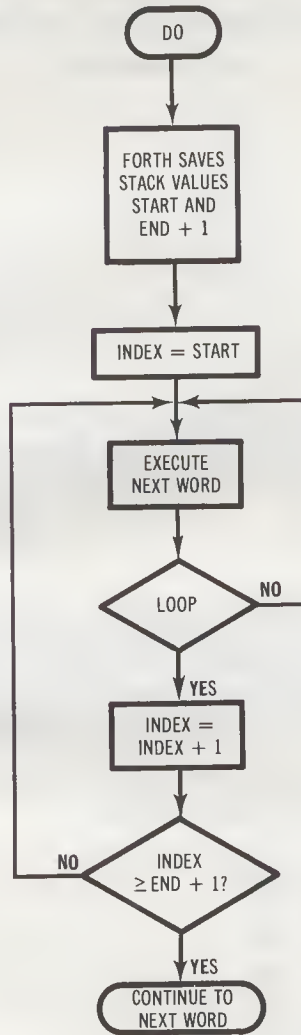 DO
FORTH SAVES
STACK VALUES
START AND
END + 1
INDEX = START
EXECUTE
NEXT WORD
LOOP
NO
YES
INDEX =
INDEX + 1
NO
INDEX
≥ END + 1?
YES
CONTINUE TO
NEXT WORD